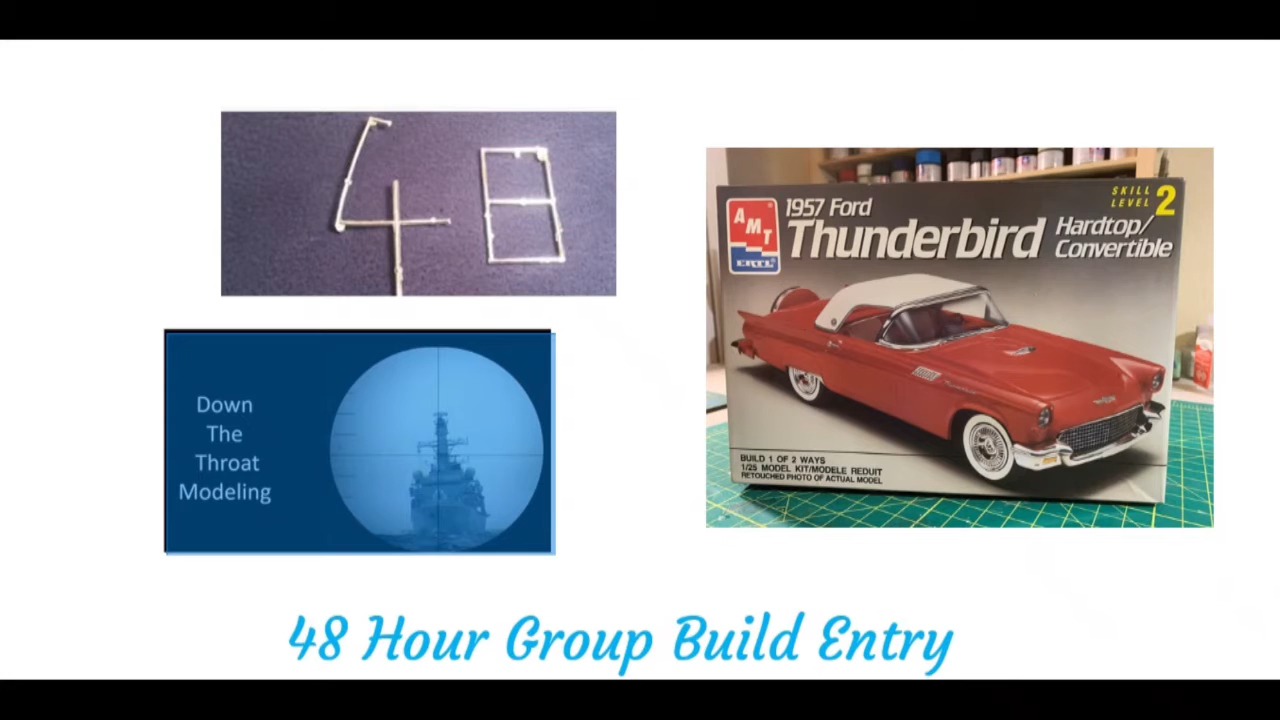 48
Down
The
Throat
Modeling
AMT
ERTL
1957 Ford
Thunderbird
Hardtop/
Convertible
SKILL
LEVEL 2
BUILD 1 OF 2 WAYS
1/25 MODEL KIT/MODELE REDUIT
RETOUCHED PHOTO OF ACTUAL MODEL
48 Hour Group Build Entry